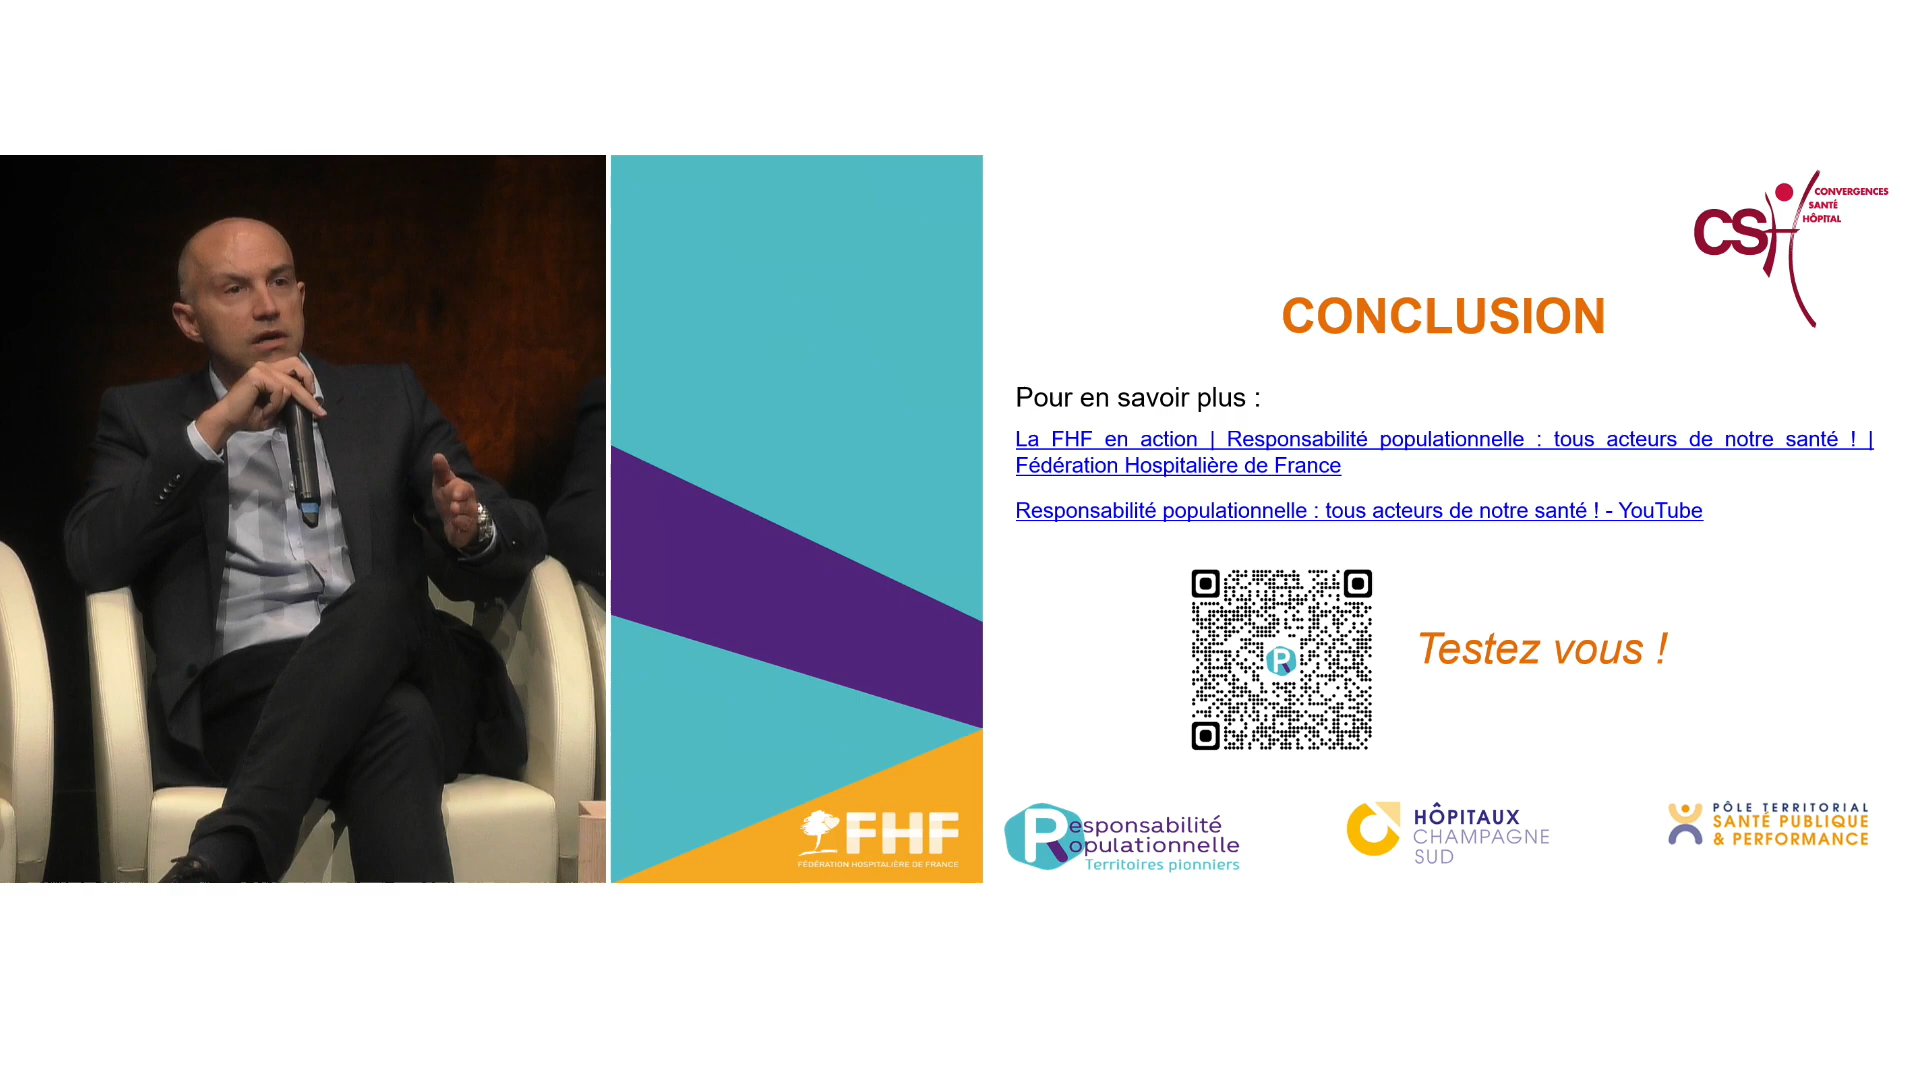 CSH
CONVERGENCES
SANTÉ
HÔPITAL
CONCLUSION
Pour en savoir plus :
La FHF en action | Responsabilité populationnelle : tous acteurs de notre santé ! |
Fédération Hospitalière de France
Responsabilité populationnelle : tous acteurs de notre santé ! - YouTube
Testez vous !
FHF
FÉDÉRATION HOSPITALIÈRE DE FRANCE
Responsabilité
Populationnelle
Territoires pionniers
HÔPITAUX
CHAMPAGNE
SUD
PÔLE TERRITORIAL
SANTÉ PUBLIQUE
& PERFORMANCE